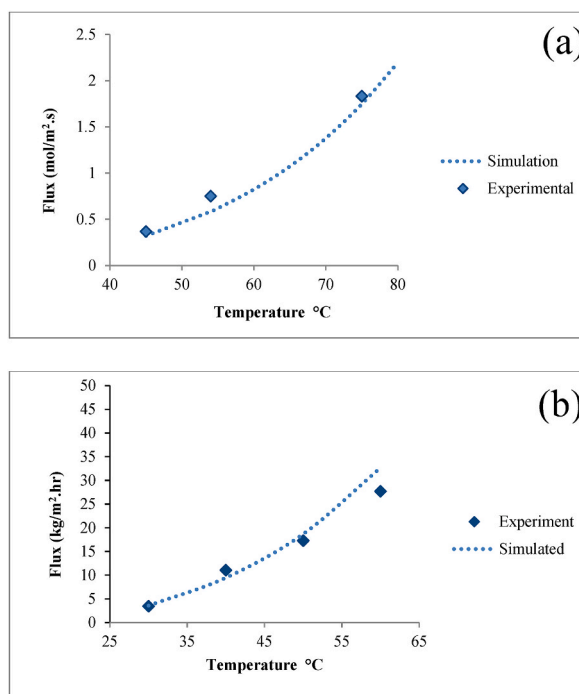 (a)
2.5
2
1.5
1
0.5
0
Flux (mol/m².s)
40 50 60 70 80
Temperature °C
Simulation
Experimental
(b)
50
45
40
35
30
25
20
15
10
5
0
Flux (kg/m².hr)
25 35 45 55 65
Temperature °C
Experiment
Simulated